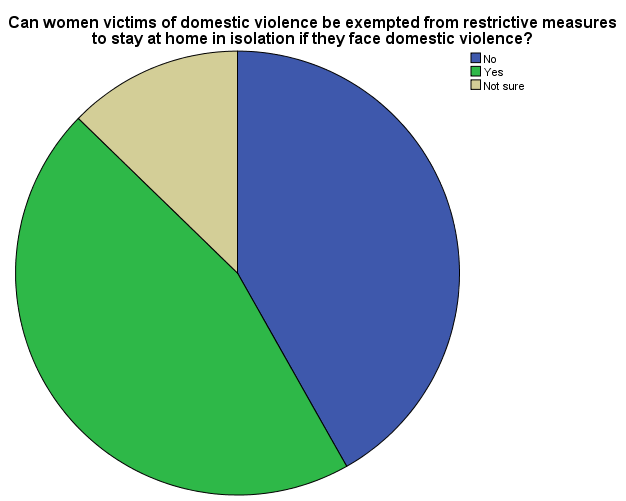 Can women victims of domestic violence be exempted from restrictive measures
to stay at home in isolation if they face domestic violence?
No
Yes
Not sure